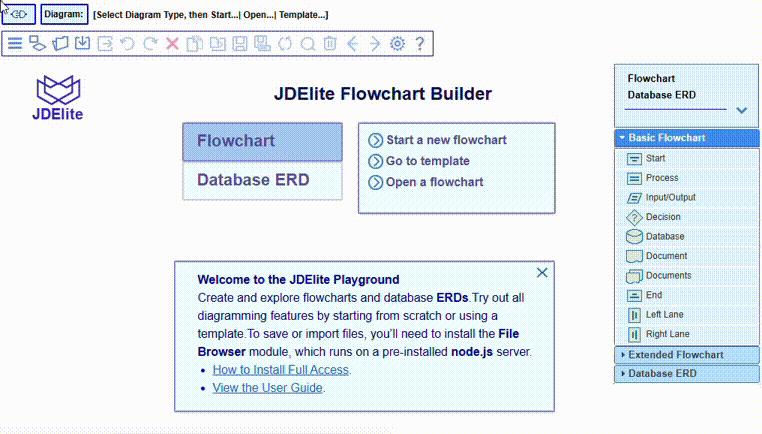 Diagram: [Select Diagram Type, then Start...| Open...| Template...]
JDElite
JDElite Flowchart Builder
Flowchart
Database ERD
Start a new flowchart
Go to template
Open a flowchart
Welcome to the JDElite Playground
Create and explore flowcharts and database ERDs.Try out all
diagramming features by starting from scratch or using a
template.To save or import files, you'll need to install the File
Browser module, which runs on a pre-installed node.js server.
• How to Install Full Access.
• View the User Guide.
Flowchart
Database ERD
Basic Flowchart
Start
Process
Input/Output
Decision
Database
Document
Documents
End
Left Lane
Right Lane
Extended Flowchart
Database ERD